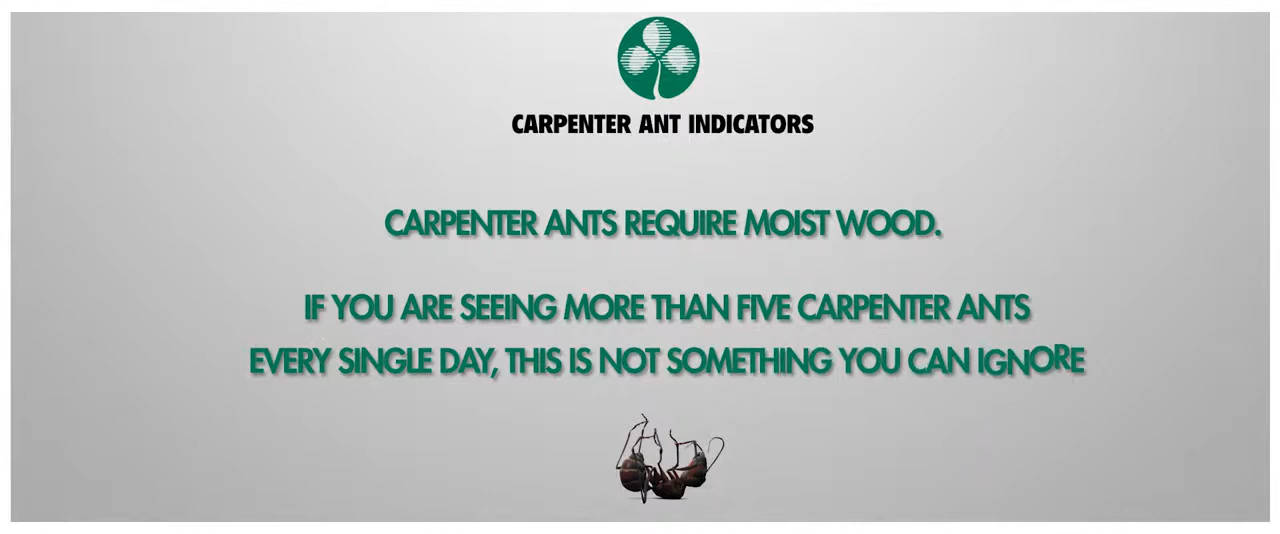 CARPENTER ANT INDICATORS
CARPENTER ANTS REQUIRE MOIST WOOD.
IF YOU ARE SEEING MORE THAN FIVE CARPENTER ANTS
EVERY SINGLE DAY, THIS IS NOT SOMETHING YOU CAN IGNORE